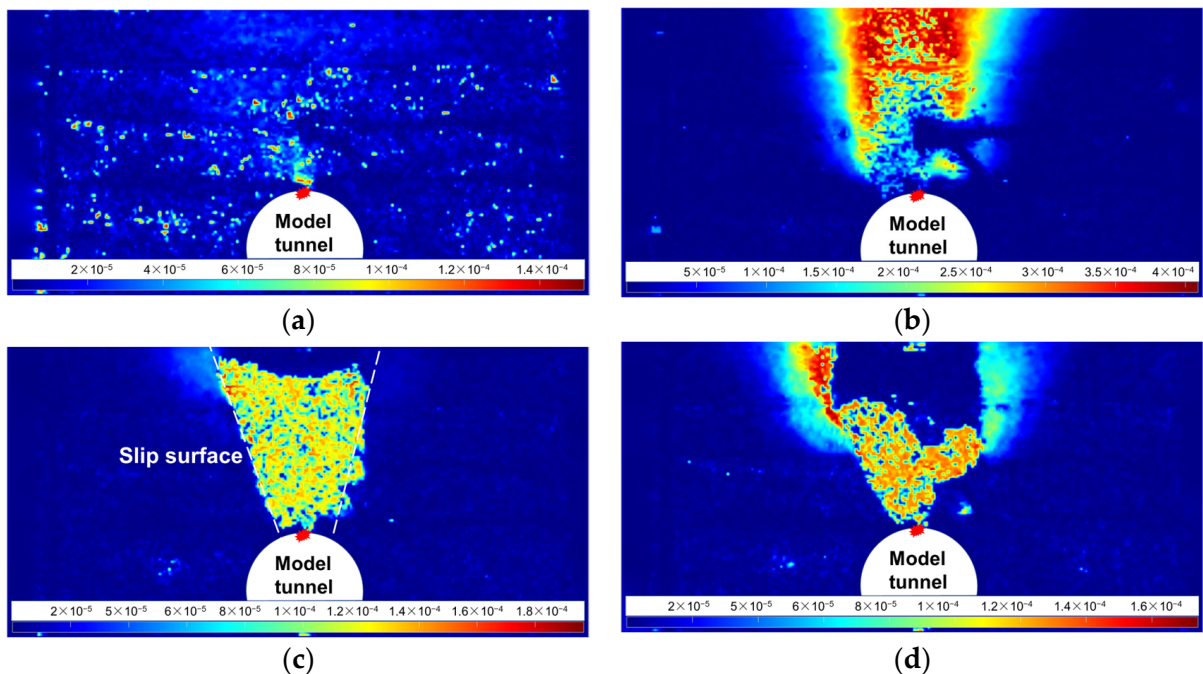 Model
tunnel
2×10⁻⁵ 4×10⁻⁵ 6×10⁻⁵ 8×10⁻⁵ 1×10⁻⁴ 1.2×10⁻⁴ 1.4×10⁻⁴
(a)
Model
tunnel
5×10⁻⁵ 1×10⁻⁴ 1.5×10⁻⁴ 2×10⁻⁴ 2.5×10⁻⁴ 3×10⁻⁴ 3.5×10⁻⁴ 4×10⁻⁴
(b)
Slip surface
Model
tunnel
2×10⁻⁵ 4×10⁻⁵ 6×10⁻⁵ 8×10⁻⁵ 1×10⁻⁴ 1.2×10⁻⁴ 1.4×10⁻⁴ 1.6×10⁻⁴ 1.8×10⁻⁴
(c)
Model
tunnel
2×10⁻⁵ 5×10⁻⁵ 6×10⁻⁵ 8×10⁻⁵ 1×10⁻⁴ 1.2×10⁻⁴ 1.4×10⁻⁴ 1.6×10⁻⁴
(d)